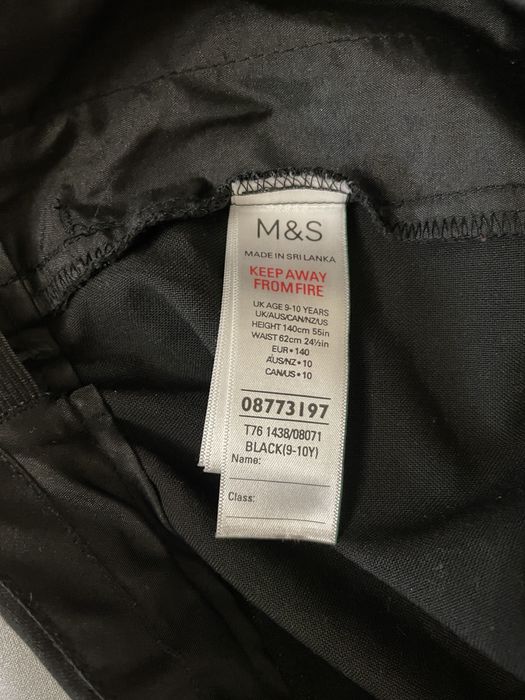 M&S
MADE IN SRI LANKA
KEEP AWAY
FROM FIRE
UK AGE 9-10 YEARS
UK/AUS/CAN/NZ/US
HEIGHT 140cm 55in
WAIST 62cm 24½in
EUR•140
AUS/NZ•10
CAN/US•10
08773197
T76 1438/08071
BLACK(9-10Y)
Name:
Class: